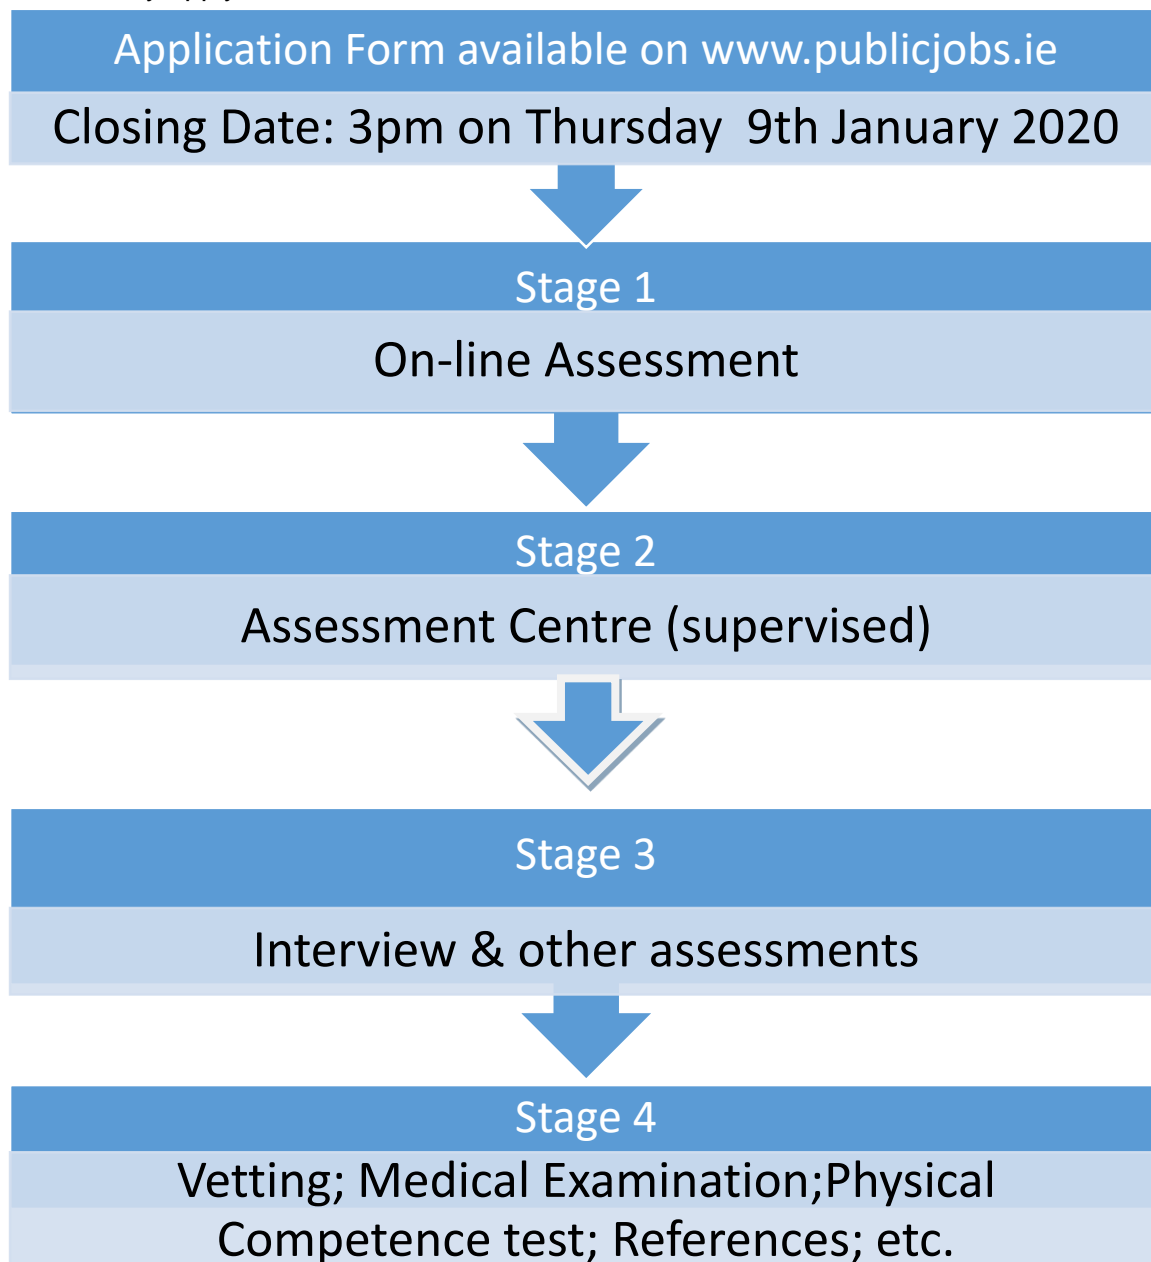 Application Form available on www.publicjobs.ie
Closing Date: 3pm on Thursday  9th January 2020
Stage 1
On-line Assessment
Stage 2
Assessment Centre (supervised)
Stage 3
Interview & other assessments
Stage 4
Vetting; Medical Examination;Physical
Competence test; References; etc.